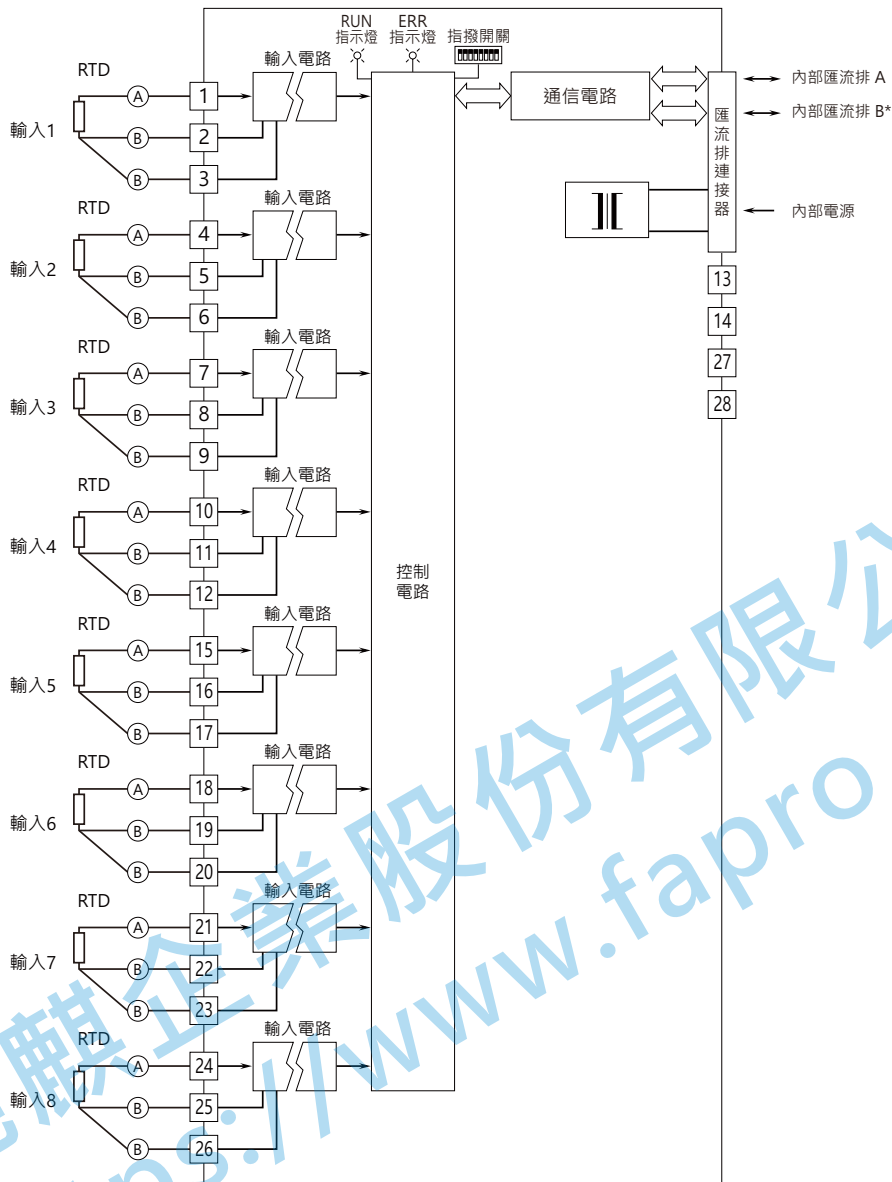 RUN
指示燈
ERR
指示燈
指撥開關
RTD
輸入電路
輸入1
A
1
B
2
B
3
通信電路
內部匯流排 A
內部匯流排 B*
匯流排連接器
內部電源
13
14
27
28
RTD
輸入電路
輸入2
A
4
B
5
B
6
RTD
輸入電路
輸入3
A
7
B
8
B
9
RTD
輸入電路
輸入4
A
10
B
11
B
12
控制
電路
RTD
輸入電路
輸入5
A
15
B
16
B
17
RTD
輸入電路
輸入6
A
18
B
19
B
20
RTD
輸入電路
輸入7
A
21
B
22
B
23
RTD
輸入電路
輸入8
A
24
B
25
B
26
麒企業股份有限公
ps://www.fapro